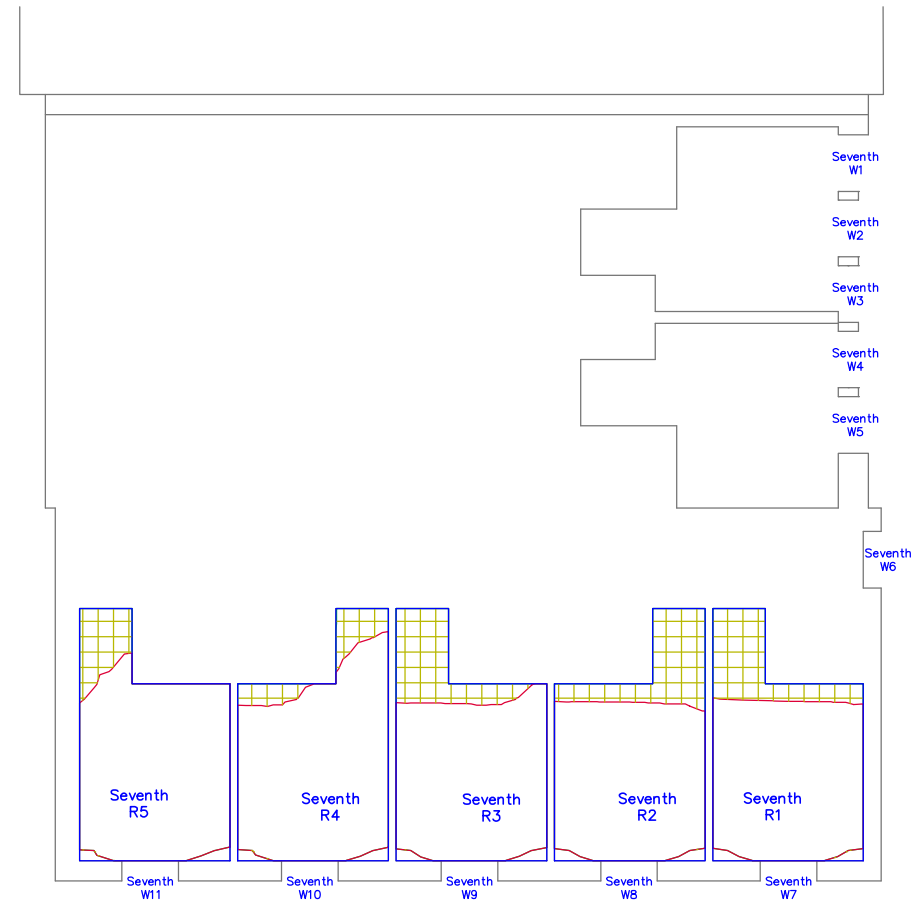 Seventh
W1
Seventh
W2
Seventh
W3
Seventh
W4
Seventh
W5
Seventh
W6
Seventh
R5
Seventh
R4
Seventh
R3
Seventh
R2
Seventh
R1
Seventh
W11
Seventh
W10
Seventh
W9
Seventh
W8
Seventh
W7